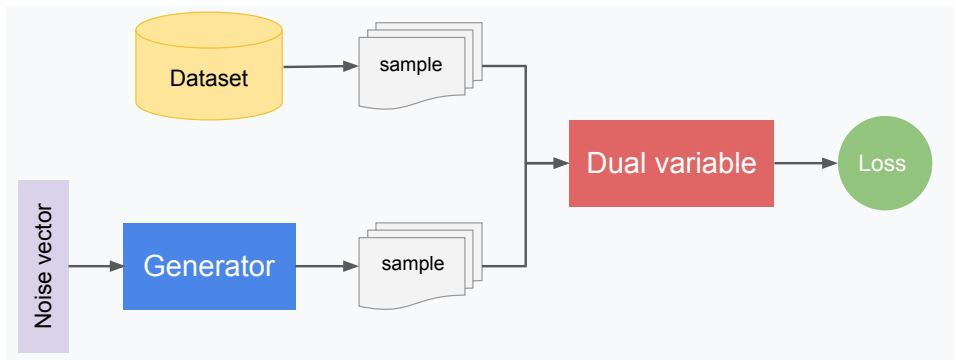 Dataset
sample
Dual variable
Loss
Noise vector
Generator
sample